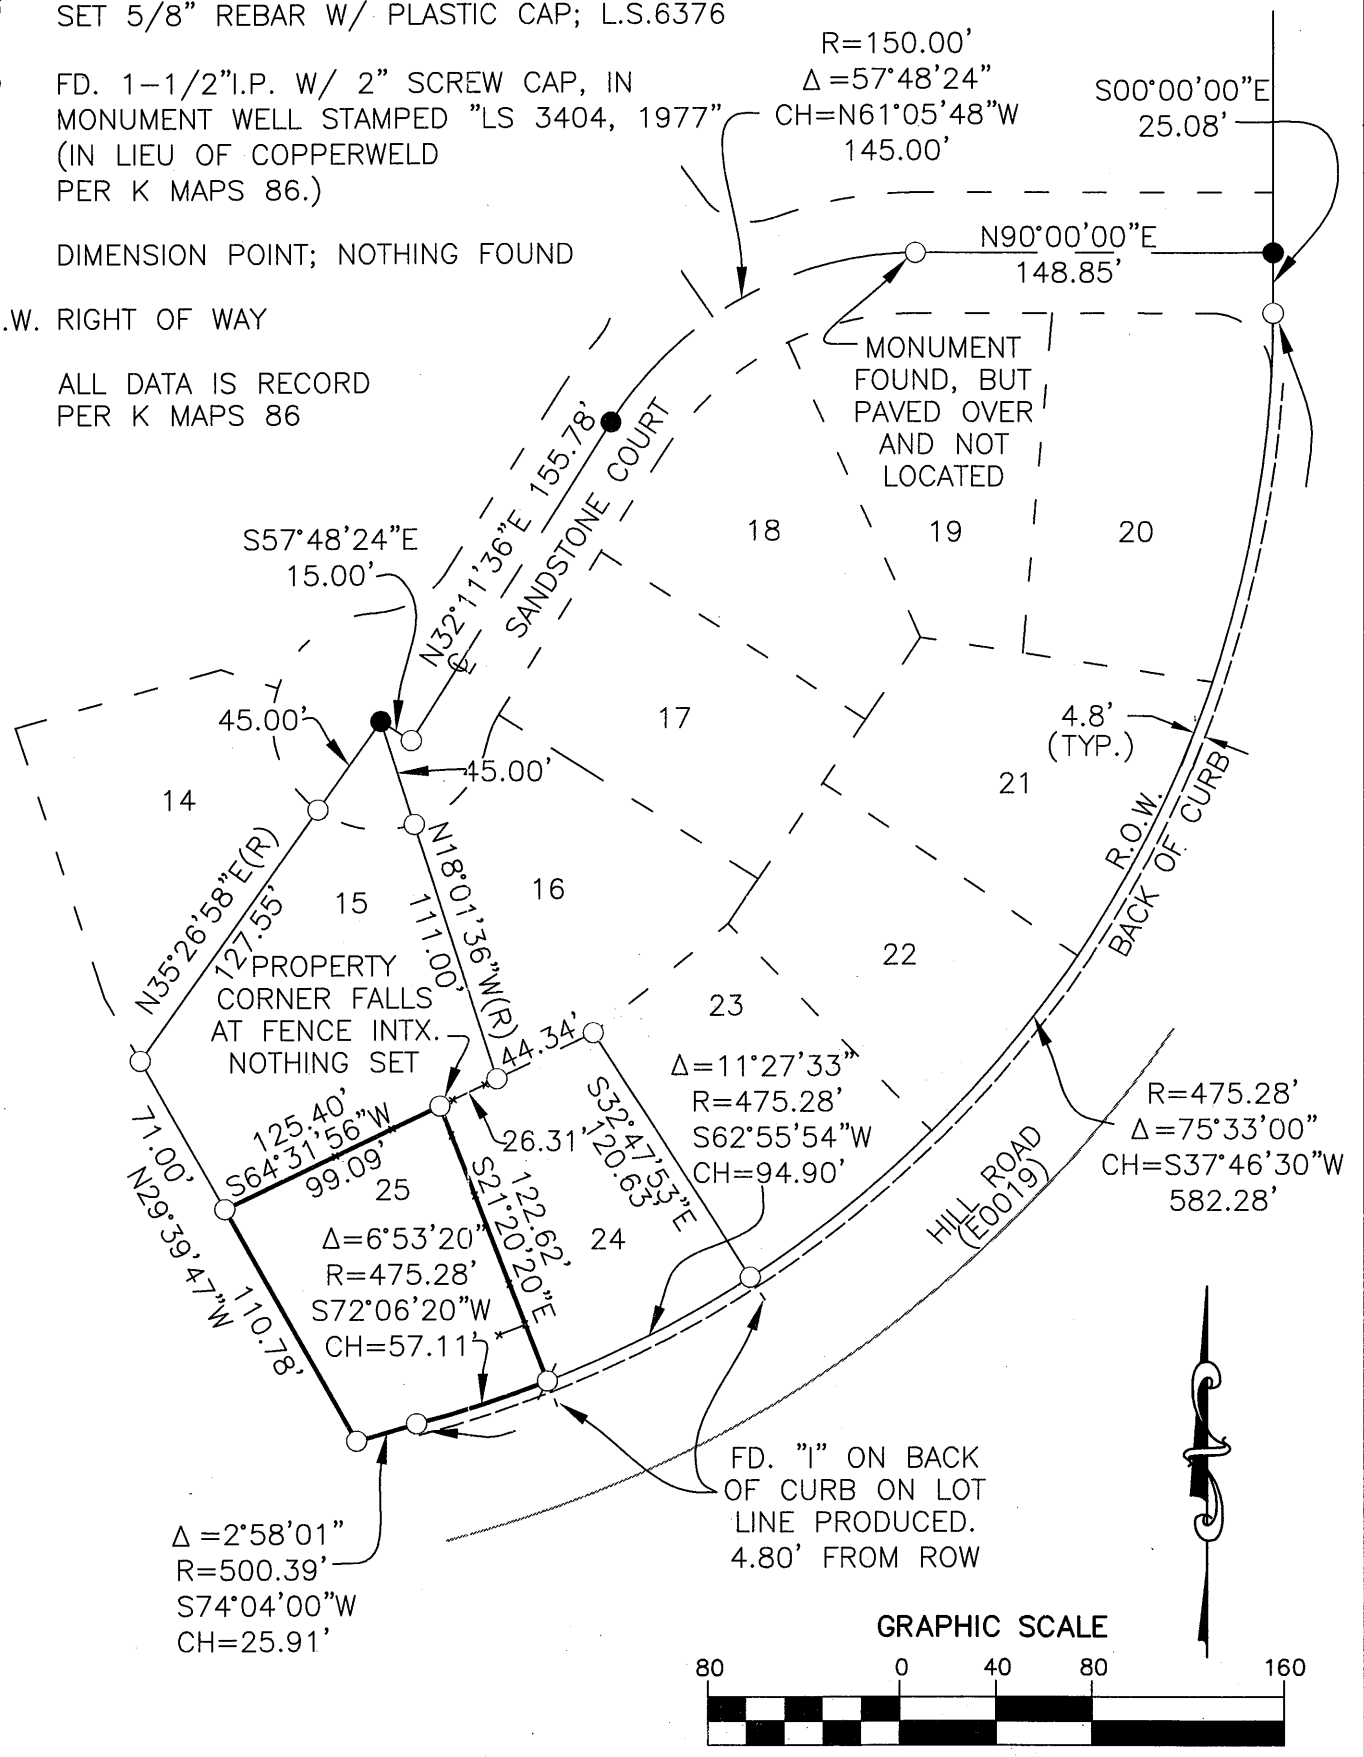 SET 5/8" REBAR W/ PLASTIC CAP; L.S.6376
FD. 1-1/2"I.P. W/ 2" SCREW CAP, IN
MONUMENT WELL STAMPED "LS 3404, 1977"
(IN LIEU OF COPPERWELD
PER K MAPS 86.)
DIMENSION POINT; NOTHING FOUND
.W. RIGHT OF WAY
ALL DATA IS RECORD
PER K MAPS 86
R=150.00'
Δ=57°48'24"
CH=N61°05'48"W
145.00'
S00°00'00"E
25.08'
N90°00'00"E
148.85'
MONUMENT
FOUND, BUT
PAVED OVER
AND NOT
LOCATED
N32°11'36"E 155.78'
℄
SANDSTONE COURT
S57°48'24"E
15.00'
18
19
20
45.00'
45.00'
17
4.8'
(TYP.)
21
14
R.O.W.
BACK OF CURB
N35°26'58"E(R)
127.55'
15
N18°01'36"W(R)
111.00'
16
22
PROPERTY
CORNER FALLS
AT FENCE INTX.
NOTHING SET
23
44.34'
26.31'
Δ=11°27'33"
R=475.28'
S62°55'54"W
CH=94.90'
R=475.28'
Δ=75°33'00"
CH=S37°46'30"W
582.28'
71.00'
N29°39'47"W
110.78'
125.40'
S64°31'56"W
99.09'
25
122.62'
S21°20'20"E
S32°47'53"E
120.63'
24
HILL ROAD
(E0019)
Δ=6°53'20"
R=475.28'
S72°06'20"W
CH=57.11'
FD. "I" ON BACK
OF CURB ON LOT
LINE PRODUCED.
4.80' FROM ROW
Δ=2°58'01"
R=500.39'
S74°04'00"W
CH=25.91'
GRAPHIC SCALE
80 0 40 80 160